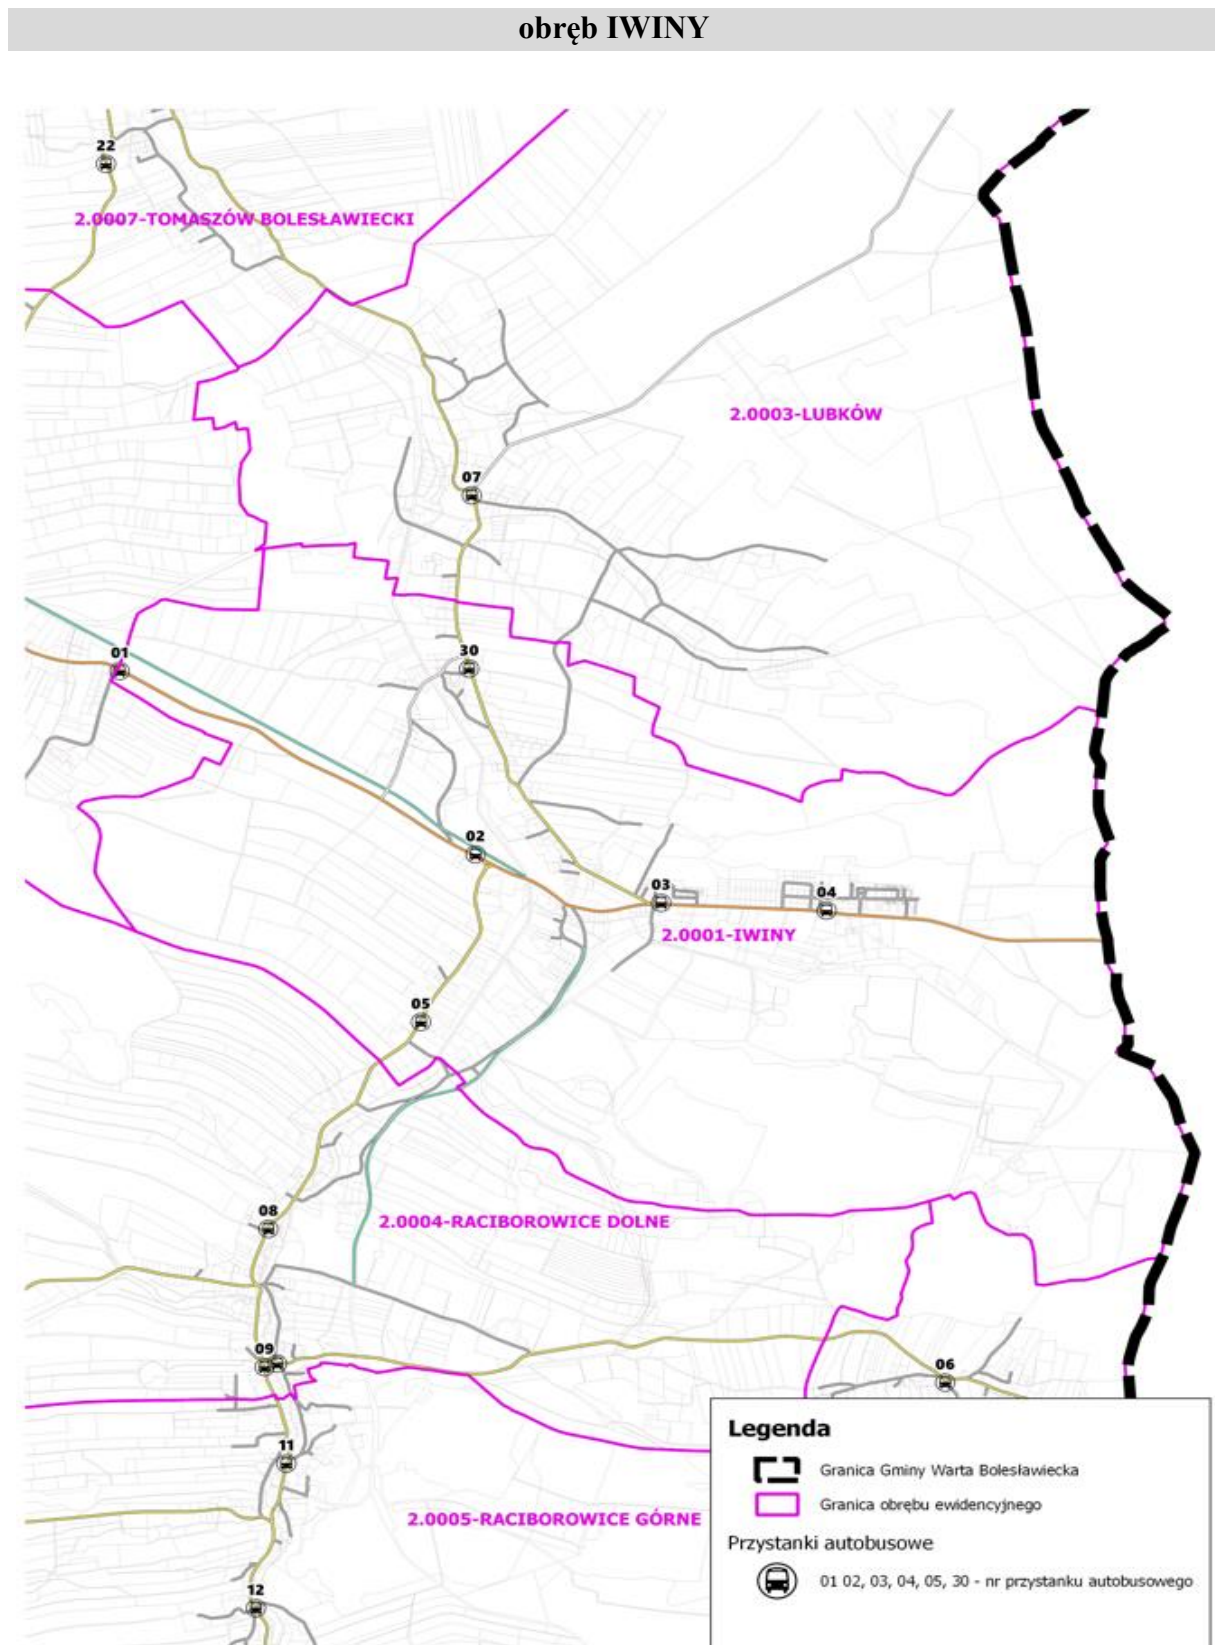 obręb IWINY
22
2.0007-TOMASZÓW BOLESŁAWIECKI
2.0003-LUBKÓW
07
01
30
02
03
04
2.0001-IWINY
05
08
2.0004-RACIBOROWICE DOLNE
09
06
11
2.0005-RACIBOROWICE GÓRNE
12
Legenda
Granica Gminy Warta Bolesławiecka
Granica obrębu ewidencyjnego
Przystanki autobusowe
01 02, 03, 04, 05, 30 - nr przystanku autobusowego